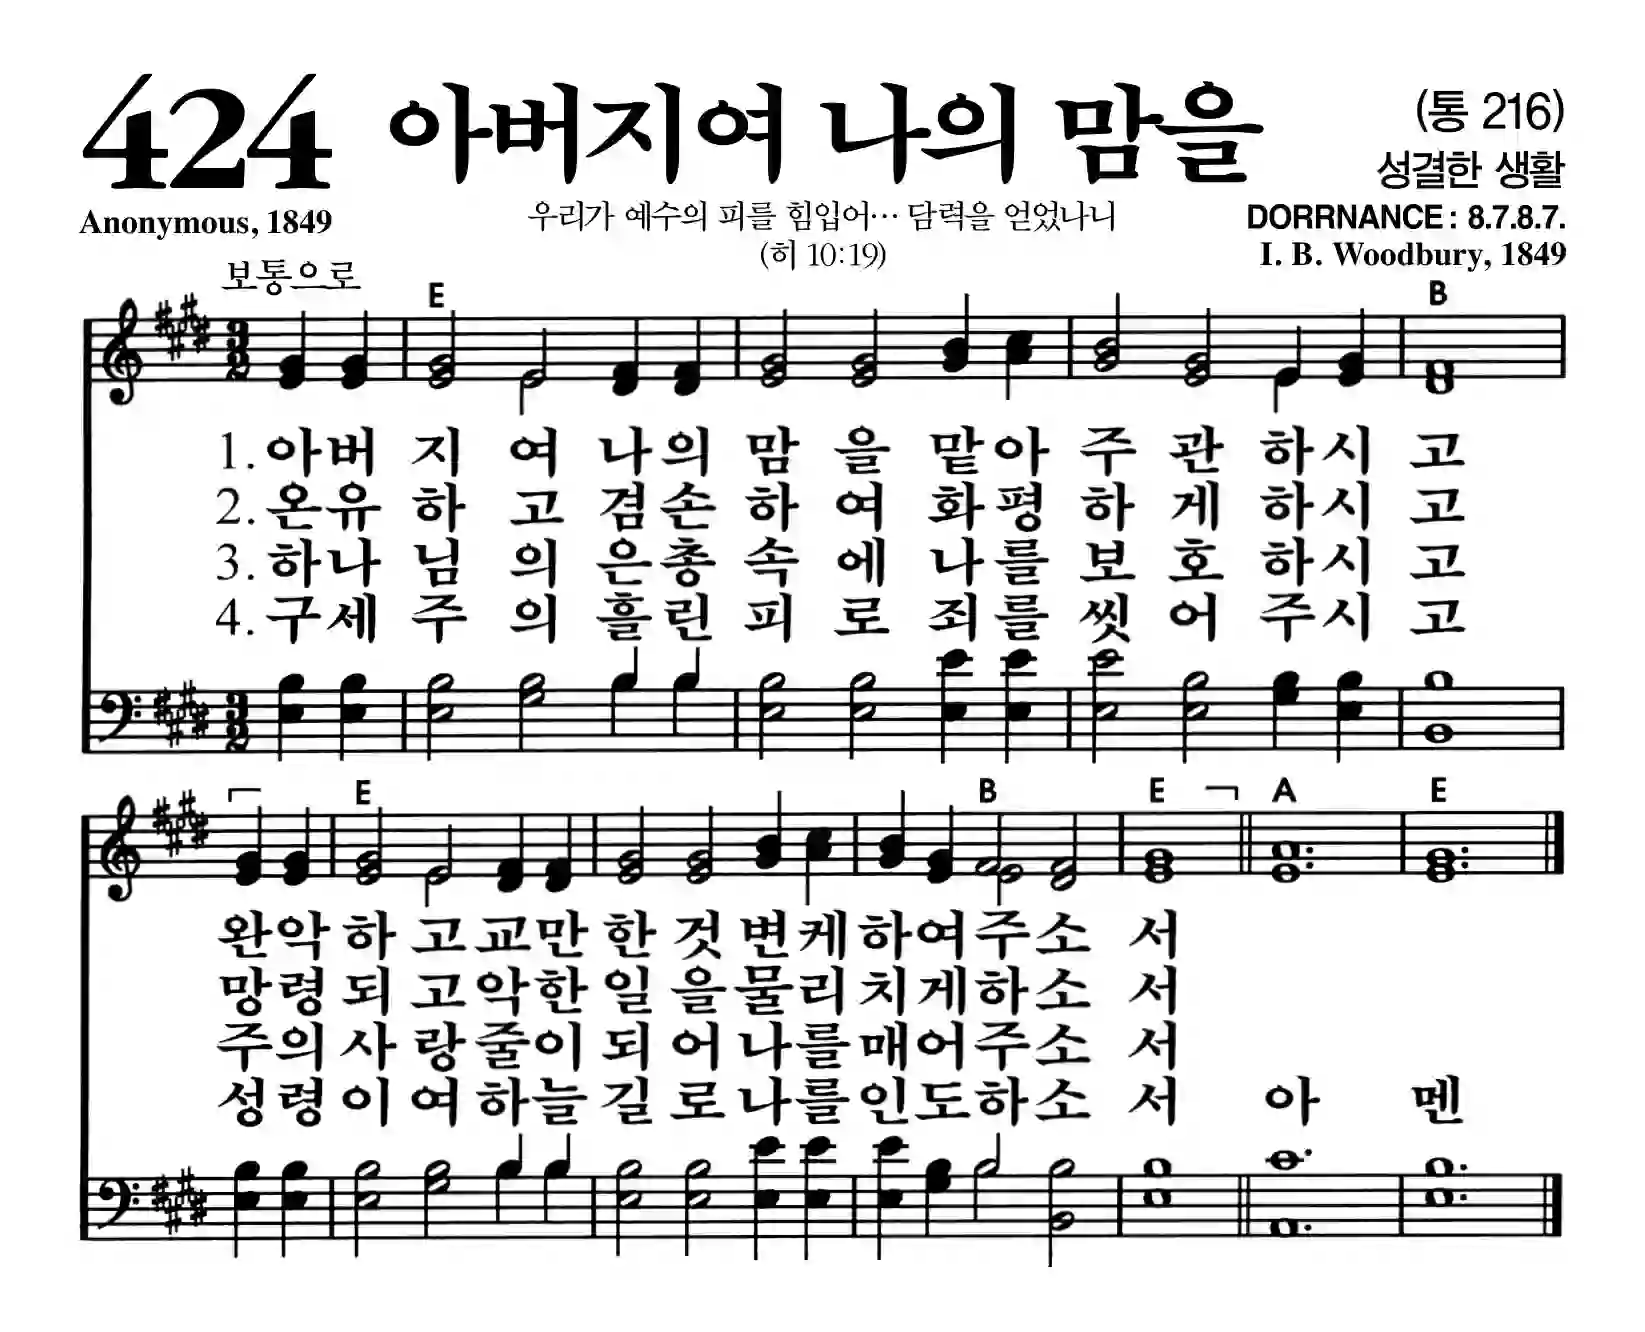 424 아버지여 나의 맘을 (통 216)
성결한 생활
Anonymous, 1849 우리가 예수의 피를 힘입어… 담력을 얻었나니 DORRNANCE : 8.7.8.7.
(히 10:19) I. B. Woodbury, 1849
보통으로
E B
3 2
1. 아버 지 여 나의 맘 을 맡아 주 관 하시 고
2. 온유 하 고 겸손 하 여 화평 하 게 하시 고
3. 하나 님 의 은총 속 에 나를 보 호 하시 고
4. 구세 주 의 흘린 피 로 죄를 씻 어 주시 고
3 2
E B E A E
완악 하 고 교만 한 것 변케 하여 주소 서
망령 되 고 악한 일 을 물리 치게 하소 서
주의 사 랑 줄이 되 어 나를 매어 주소 서
성령 이 여 하늘 길 로 나를 인도 하소 서 아 멘